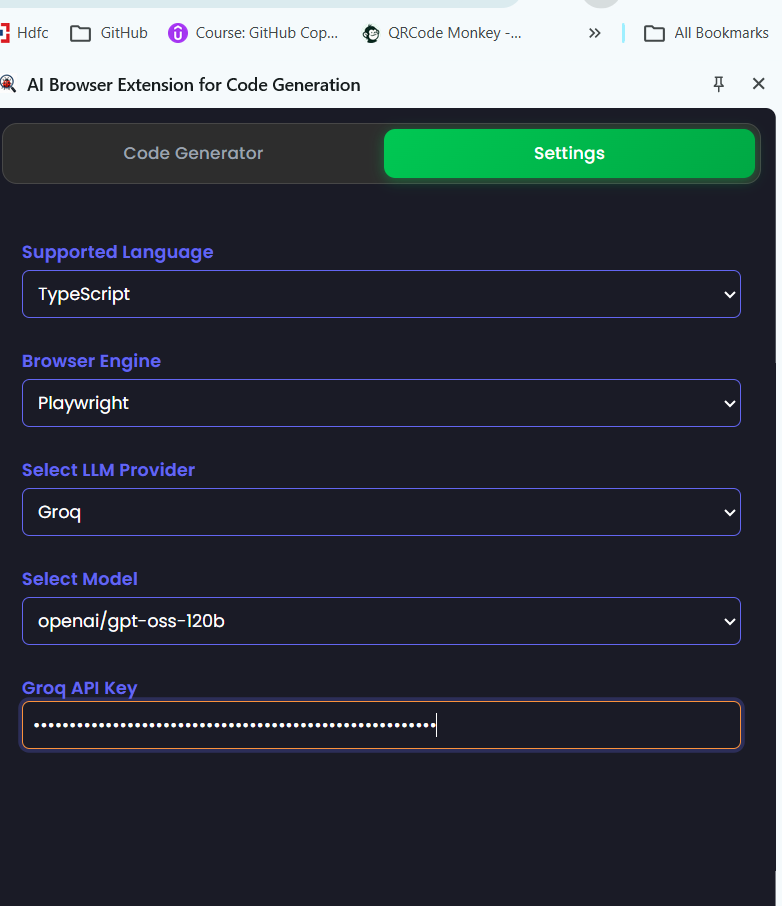 Hdfc GitHub Course: GitHub Cop... QRCode Monkey -... » All Bookmarks
AI Browser Extension for Code Generation
Code Generator Settings
Supported Language
TypeScript
Browser Engine
Playwright
Select LLM Provider
Groq
Select Model
openai/gpt-oss-120b
Groq API Key